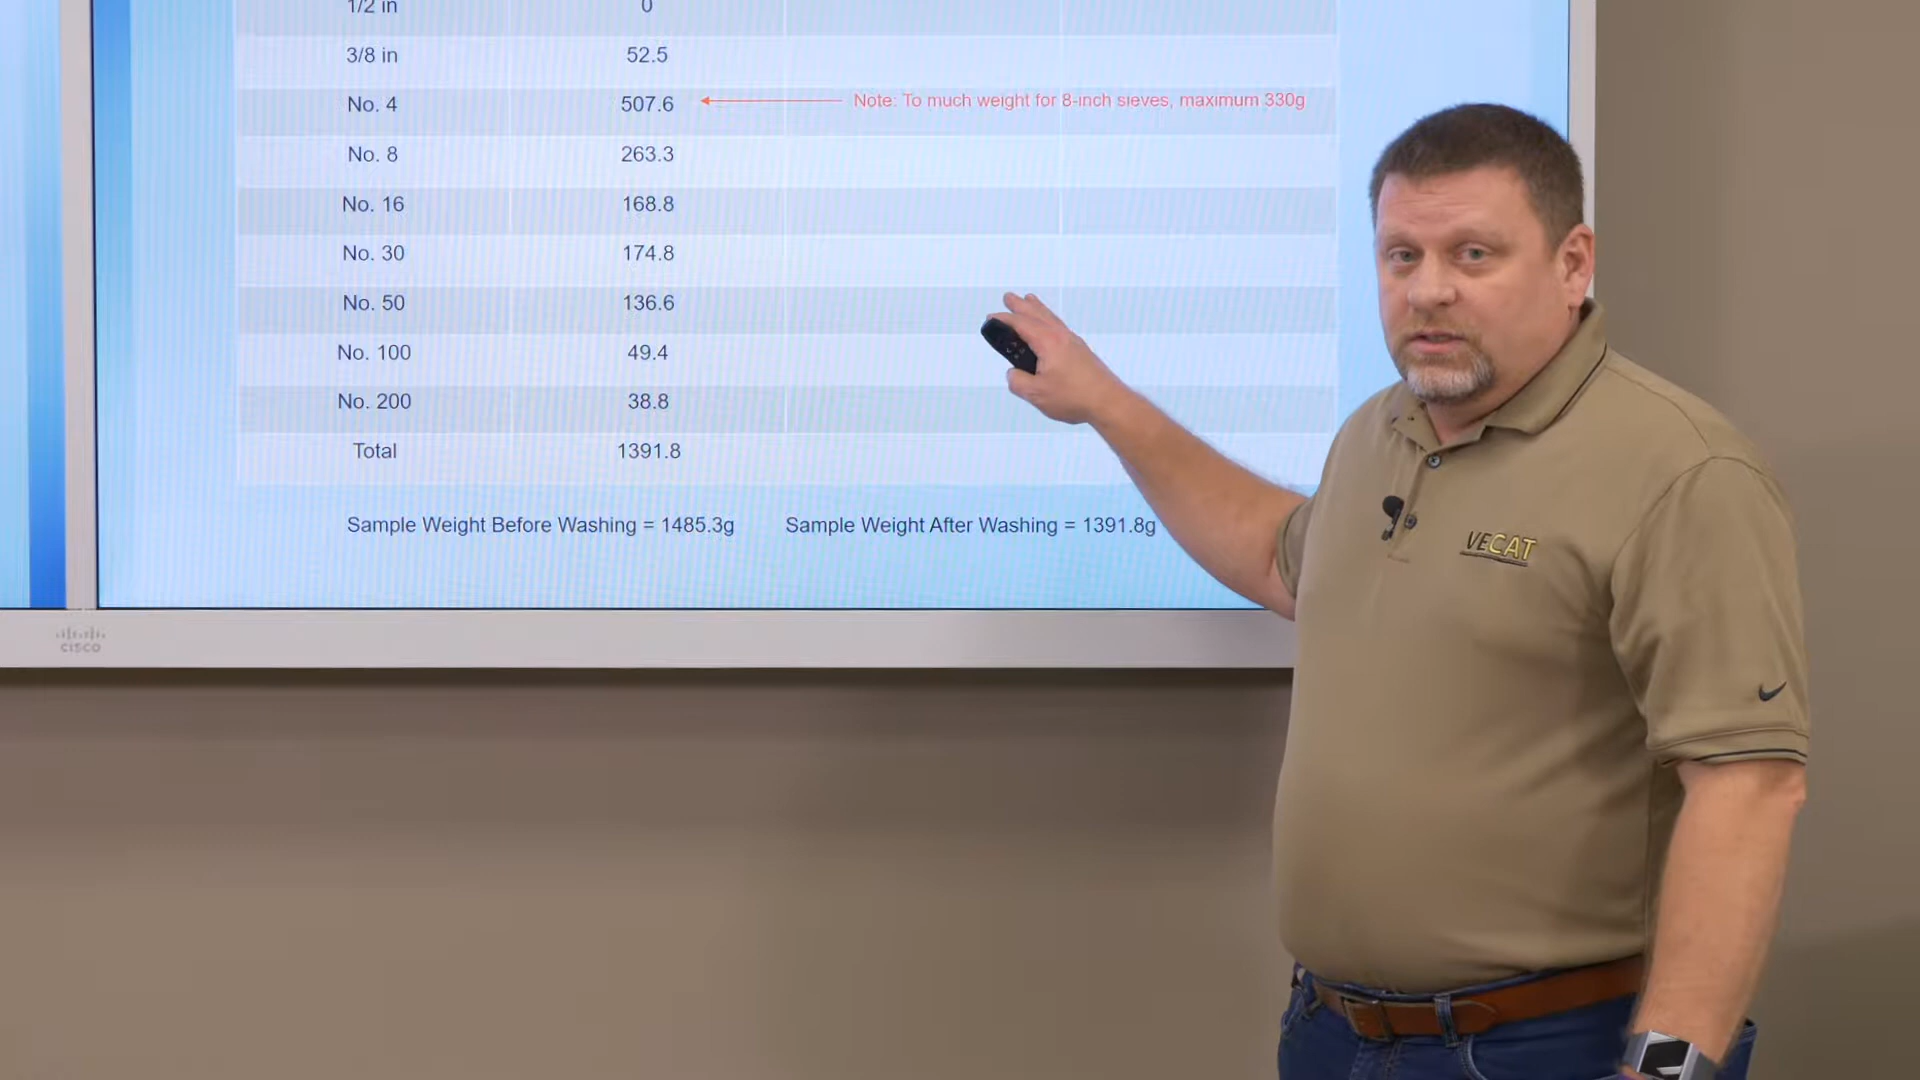 1/2 in 0
3/8 in 52.5
No. 4 507.6 Note: To much weight for 8-inch sieves, maximum 330g
No. 8 263.3
No. 16 168.8
No. 30 174.8
No. 50 136.6
No. 100 49.4
No. 200 38.8
Total 1391.8
Sample Weight Before Washing = 1485.3g Sample Weight After Washing = 1391.8g
CISCO
VECAT